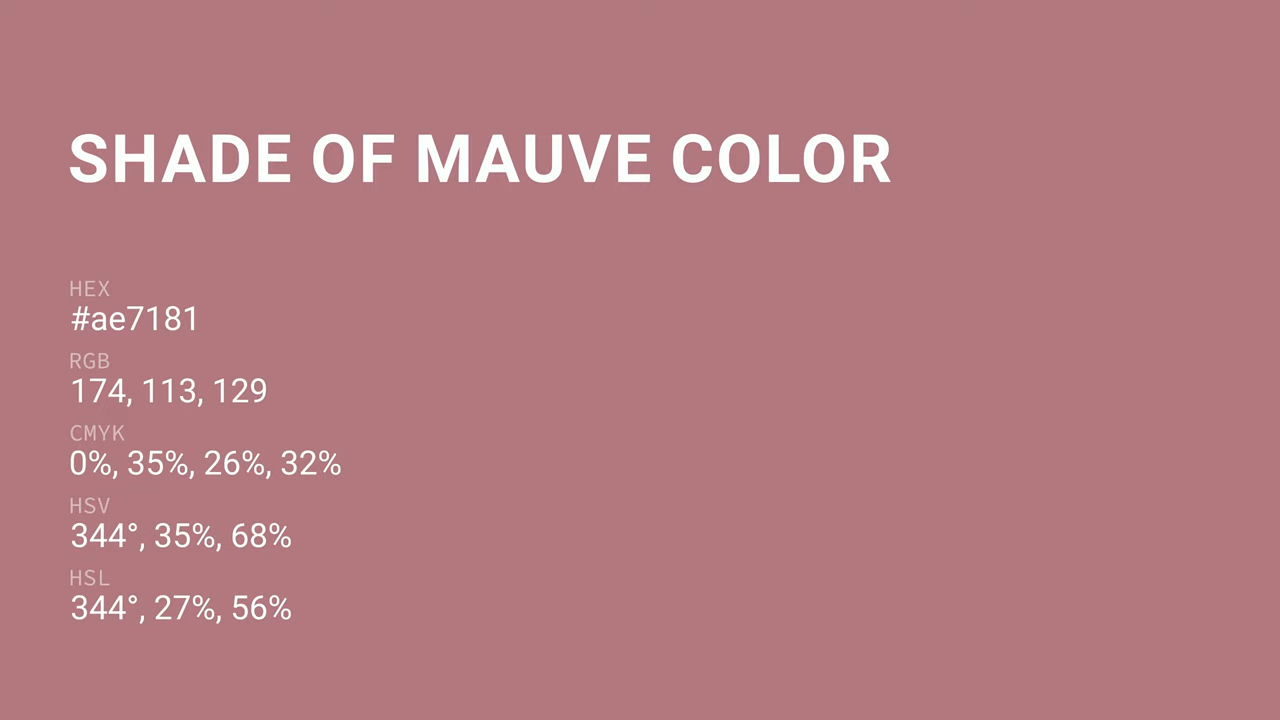 SHADE OF MAUVE COLOR
HEX
#ae7181
RGB
174, 113, 129
CMYK
0%, 35%, 26%, 32%
HSV
344°, 35%, 68%
HSL
344°, 27%, 56%